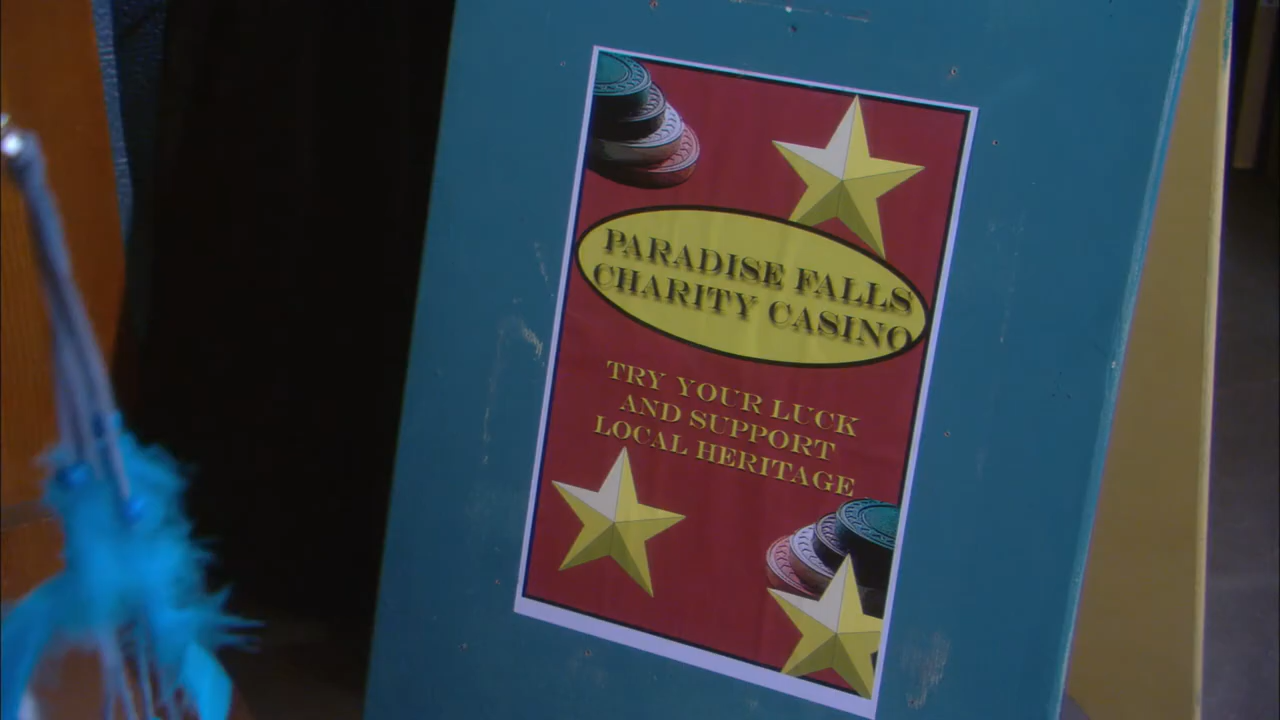 PARADISE FALLS
CHARITY CASINO
TRY YOUR LUCK
AND SUPPORT
LOCAL HERITAGE